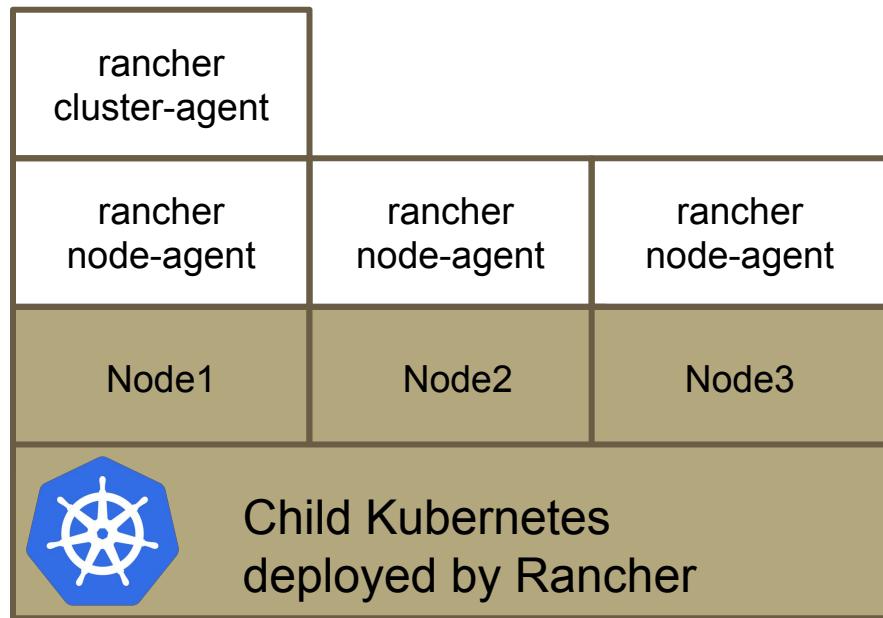 rancher
cluster-agent
rancher
node-agent
rancher
node-agent
rancher
node-agent
Node1
Node2
Node3
Child Kubernetes
deployed by Rancher